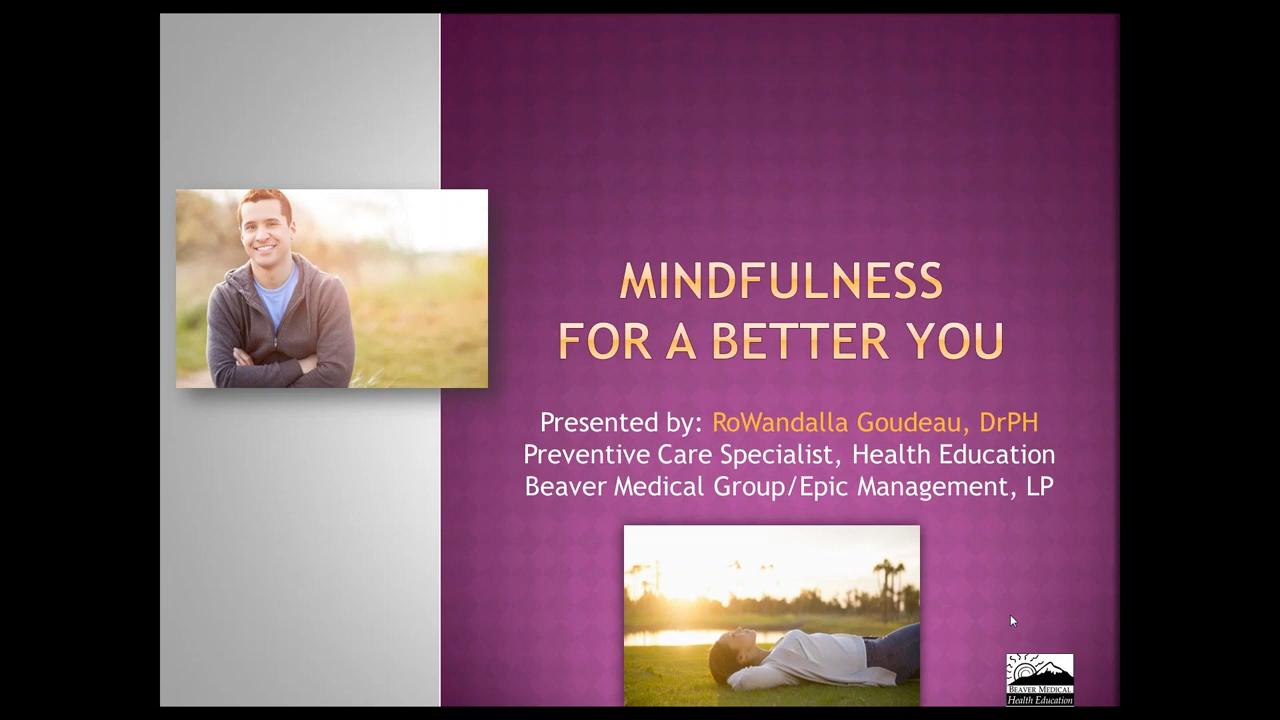 MINDFULNESS
FOR A BETTER YOU
Presented by: RoWandalla Goudeau, DrPH
Preventive Care Specialist, Health Education
Beaver Medical Group/Epic Management, LP
BEAVER MEDICAL
Health Education